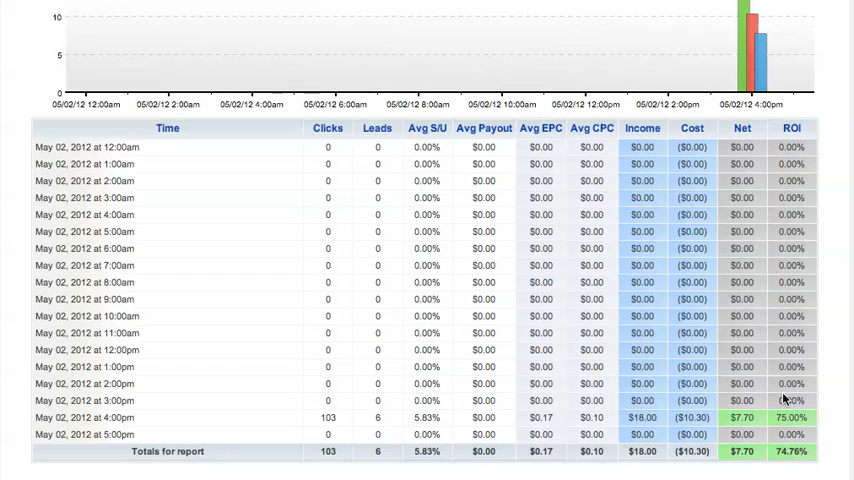 10
5
0
05/02/12 12:00am 05/02/12 2:00am 05/02/12 4:00am 05/02/12 6:00am 05/02/12 8:00am 05/02/12 10:00am 05/02/12 12:00pm 05/02/12 2:00pm 05/02/12 4:00pm
Time Clicks Leads Avg S/U Avg Payout Avg EPC Avg CPC Income Cost Net ROI
May 02, 2012 at 12:00am 0 0 0.00% $0.00 $0.00 $0.00 $0.00 ($0.00) $0.00 0.00%
May 02, 2012 at 1:00am 0 0 0.00% $0.00 $0.00 $0.00 $0.00 ($0.00) $0.00 0.00%
May 02, 2012 at 2:00am 0 0 0.00% $0.00 $0.00 $0.00 $0.00 ($0.00) $0.00 0.00%
May 02, 2012 at 3:00am 0 0 0.00% $0.00 $0.00 $0.00 $0.00 ($0.00) $0.00 0.00%
May 02, 2012 at 4:00am 0 0 0.00% $0.00 $0.00 $0.00 $0.00 ($0.00) $0.00 0.00%
May 02, 2012 at 5:00am 0 0 0.00% $0.00 $0.00 $0.00 $0.00 ($0.00) $0.00 0.00%
May 02, 2012 at 6:00am 0 0 0.00% $0.00 $0.00 $0.00 $0.00 ($0.00) $0.00 0.00%
May 02, 2012 at 7:00am 0 0 0.00% $0.00 $0.00 $0.00 $0.00 ($0.00) $0.00 0.00%
May 02, 2012 at 8:00am 0 0 0.00% $0.00 $0.00 $0.00 $0.00 ($0.00) $0.00 0.00%
May 02, 2012 at 9:00am 0 0 0.00% $0.00 $0.00 $0.00 $0.00 ($0.00) $0.00 0.00%
May 02, 2012 at 10:00am 0 0 0.00% $0.00 $0.00 $0.00 $0.00 ($0.00) $0.00 0.00%
May 02, 2012 at 11:00am 0 0 0.00% $0.00 $0.00 $0.00 $0.00 ($0.00) $0.00 0.00%
May 02, 2012 at 12:00pm 0 0 0.00% $0.00 $0.00 $0.00 $0.00 ($0.00) $0.00 0.00%
May 02, 2012 at 1:00pm 0 0 0.00% $0.00 $0.00 $0.00 $0.00 ($0.00) $0.00 0.00%
May 02, 2012 at 2:00pm 0 0 0.00% $0.00 $0.00 $0.00 $0.00 ($0.00) $0.00 0.00%
May 02, 2012 at 3:00pm 0 0 0.00% $0.00 $0.00 $0.00 $0.00 ($0.00) $0.00 0.00%
May 02, 2012 at 4:00pm 103 6 5.83% $0.00 $0.17 $0.10 $18.00 ($10.30) $7.70 75.00%
May 02, 2012 at 5:00pm 0 0 0.00% $0.00 $0.00 $0.00 $0.00 ($0.00) $0.00 0.00%
Totals for report 103 6 5.83% $0.00 $0.17 $0.10 $18.00 ($10.30) $7.70 74.76%